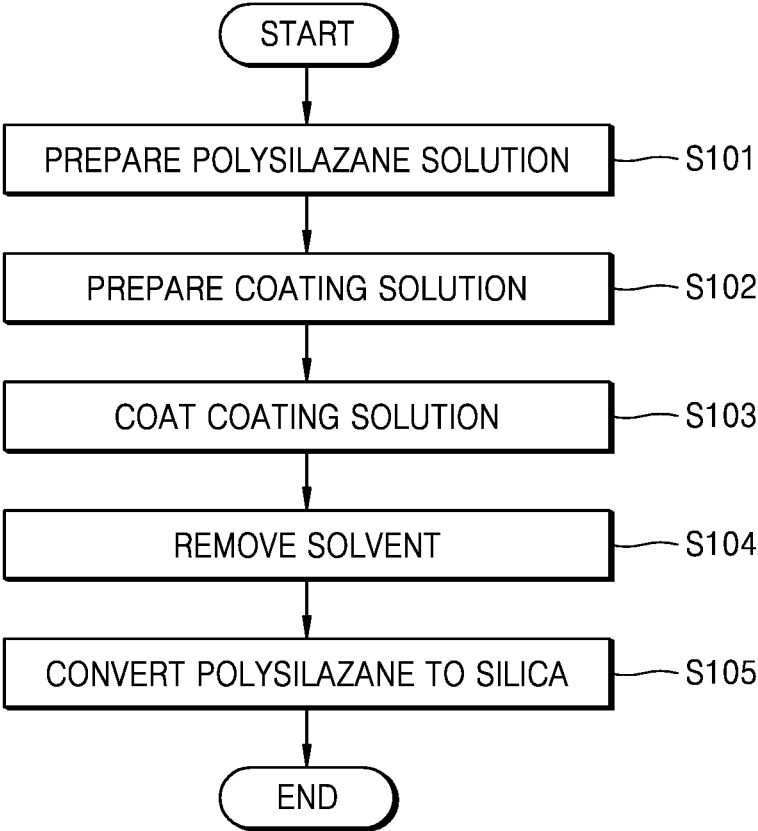 START
PREPARE POLYSILAZANE SOLUTION S101
PREPARE COATING SOLUTION S102
COAT COATING SOLUTION S103
REMOVE SOLVENT S104
CONVERT POLYSILAZANE TO SILICA S105
END